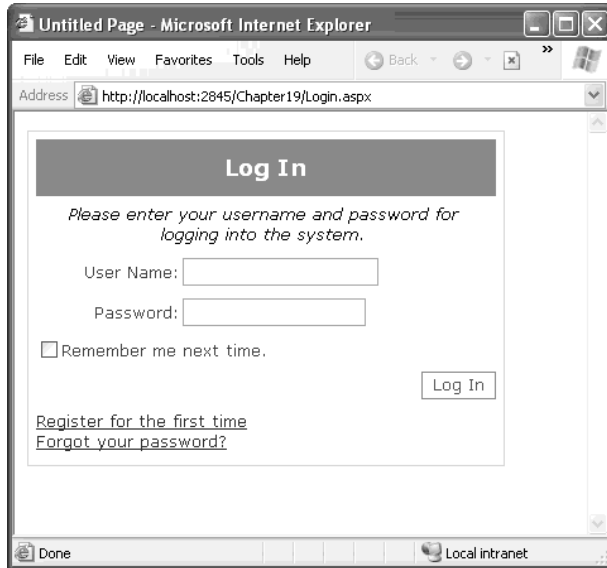 Untitled Page - Microsoft Internet Explorer
File Edit View Favorites Tools Help Back »
Address http://localhost:2845/Chapter19/Login.aspx
Log In
Please enter your username and password for
logging into the system.
User Name:
Password:
Remember me next time.
Log In
Register for the first time
Forgot your password?
Done Local intranet